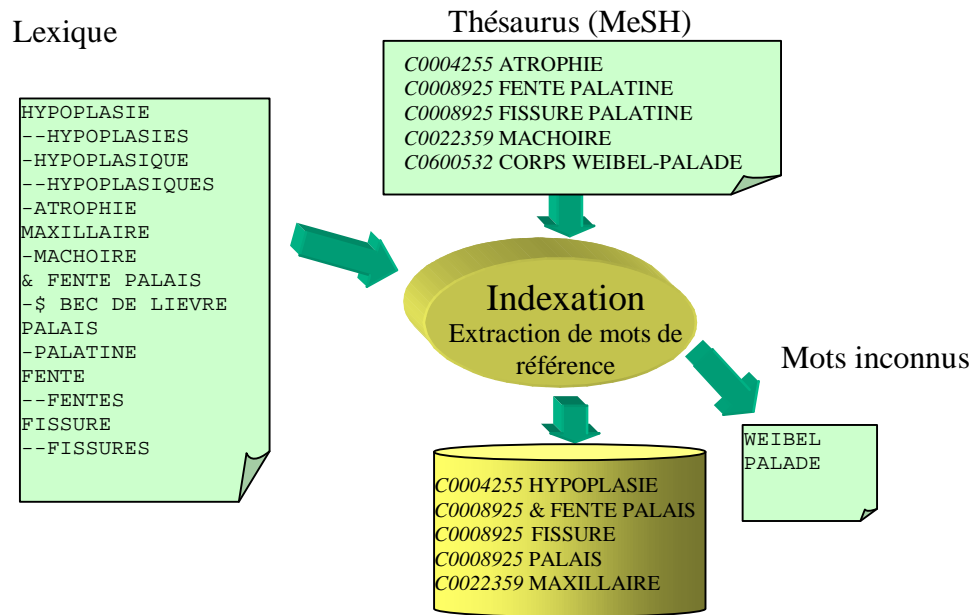 Lexique
Thésaurus (MeSH)
C0004255 ATROPHIE
C0008925 FENTE PALATINE
C0008925 FISSURE PALATINE
C0022359 MACHOIRE
C0600532 CORPS WEIBEL-PALADE
HYPOPLASIE
--HYPOPLASIES
-HYPOPLASIQUE
--HYPOPLASIQUES
-ATROPHIE
MAXILLAIRE
-MACHOIRE
& FENTE PALAIS
-$ BEC DE LIEVRE
PALAIS
-PALATINE
FENTE
--FENTES
FISSURE
--FISSURES
Indexation
Extraction de mots de
référence
Mots inconnus
WEIBEL
PALADE
C0004255 HYPOPLASIE
C0008925 & FENTE PALAIS
C0008925 FISSURE
C0008925 PALAIS
C0022359 MAXILLAIRE